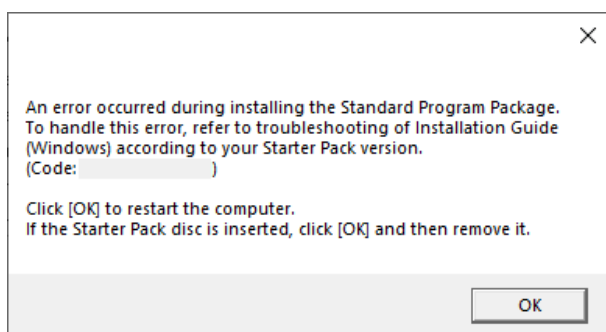 An error occurred during installing the Standard Program Package.
To handle this error, refer to troubleshooting of Installation Guide
(Windows) according to your Starter Pack version.
(Code: )
Click [OK] to restart the computer.
If the Starter Pack disc is inserted, click [OK] and then remove it.
OK